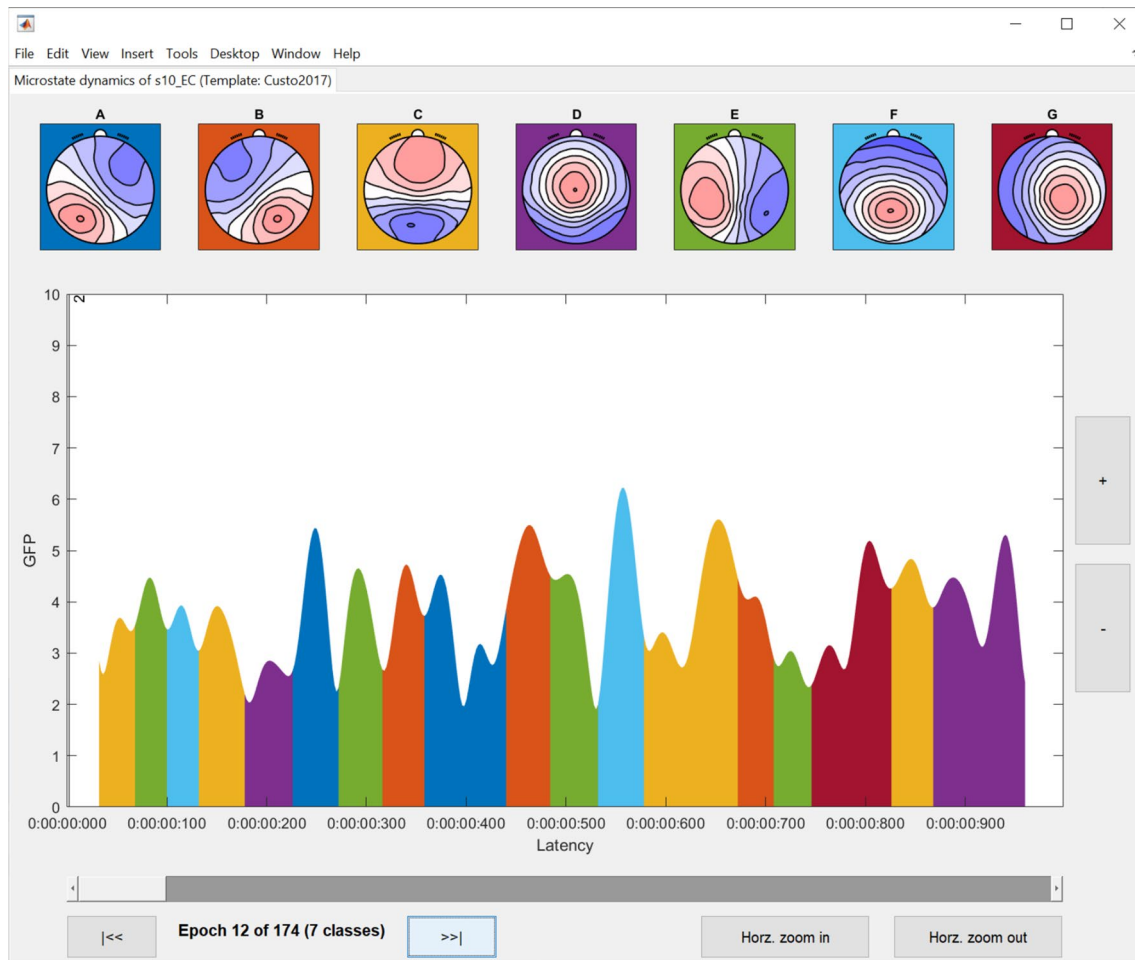 File Edit View Insert Tools Desktop Window Help
Microstate dynamics of s10_EC (Template: Custo2017)
A B C D E F G
2
10
9
8
7
6
5
4
3
2
1
0
GFP
0:00:00:000 0:00:00:100 0:00:00:200 0:00:00:300 0:00:00:400 0:00:00:500 0:00:00:600 0:00:00:700 0:00:00:800 0:00:00:900
Latency
+
-
|<< Epoch 12 of 174 (7 classes) >>| Horz. zoom in Horz. zoom out